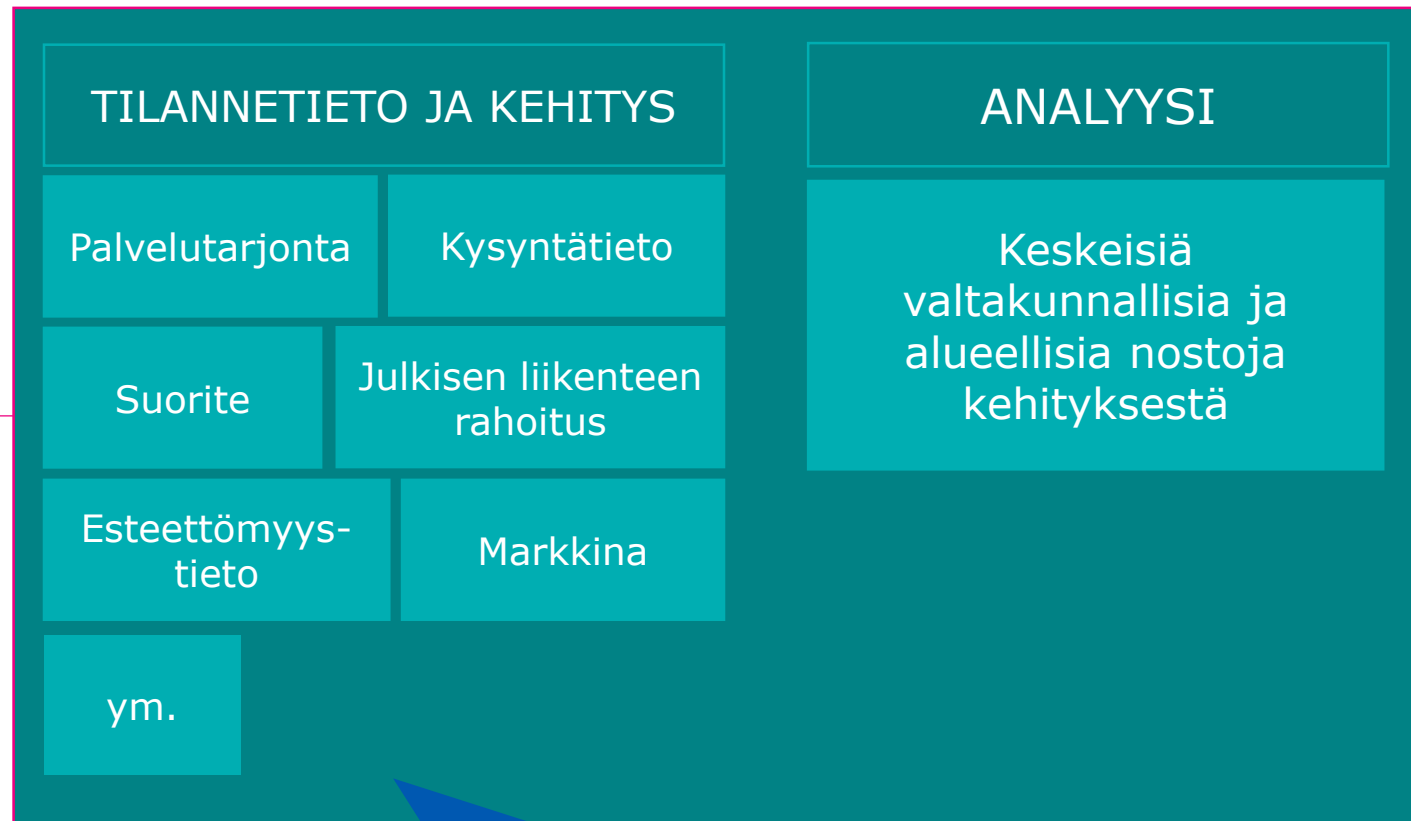 TILANNETIETO JA KEHITYS
Palvelutarjonta
Kysyntätieto
Suorite
Julkisen liikenteen
rahoitus
Esteettömyys-
tieto
Markkina
ym.
ANALYYSI
Keskeisiä
valtakunnallisia ja
alueellisia nostoja
kehityksestä